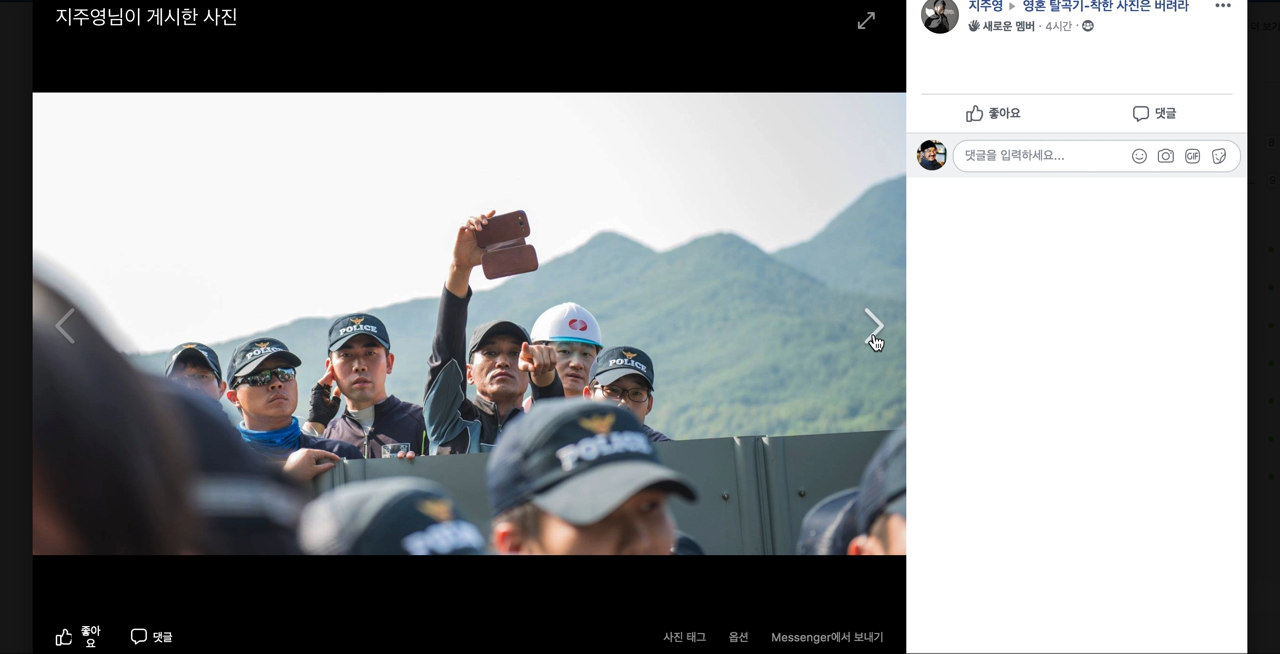 지주영님이 게시한 사진
지주영 ▶ 영혼 탈곡기-착한 사진은 버려라
새로운 멤버 · 4시간 ·
좋아요
댓글
댓글을 입력하세요...
GIF
POLICE
POLICE
POLICE
POLICE
POLICE
POLICE
좋아
요
댓글
사진 태그
옵션
Messenger에서 보내기